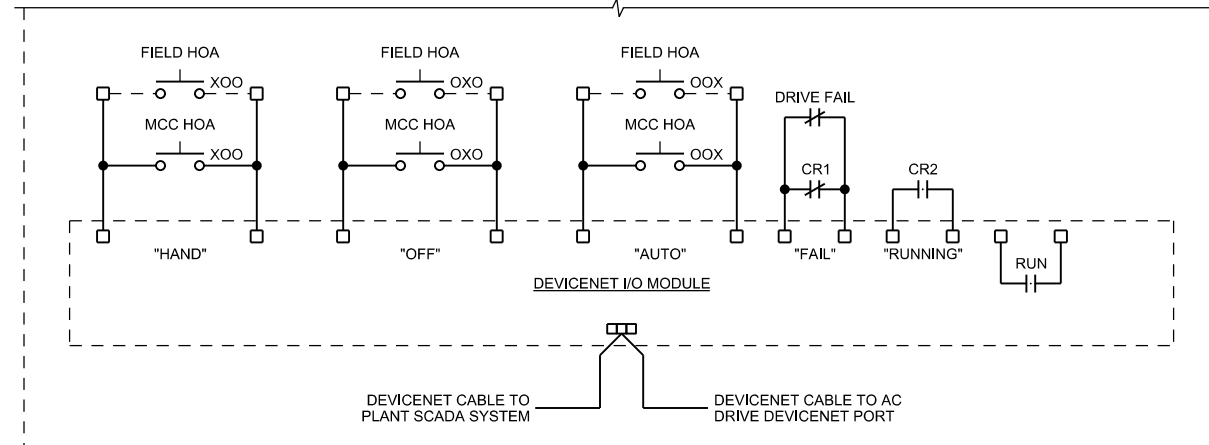 FIELD HOA
XOO
MCC HOA
XOO
"HAND"
FIELD HOA
OXO
MCC HOA
OXO
"OFF"
FIELD HOA
OOX
MCC HOA
OOX
"AUTO"
DRIVE FAIL
CR1
"FAIL"
CR2
"RUNNING"
RUN
DEVICENET I/O MODULE
DEVICENET CABLE TO
PLANT SCADA SYSTEM
DEVICENET CABLE TO AC
DRIVE DEVICENET PORT